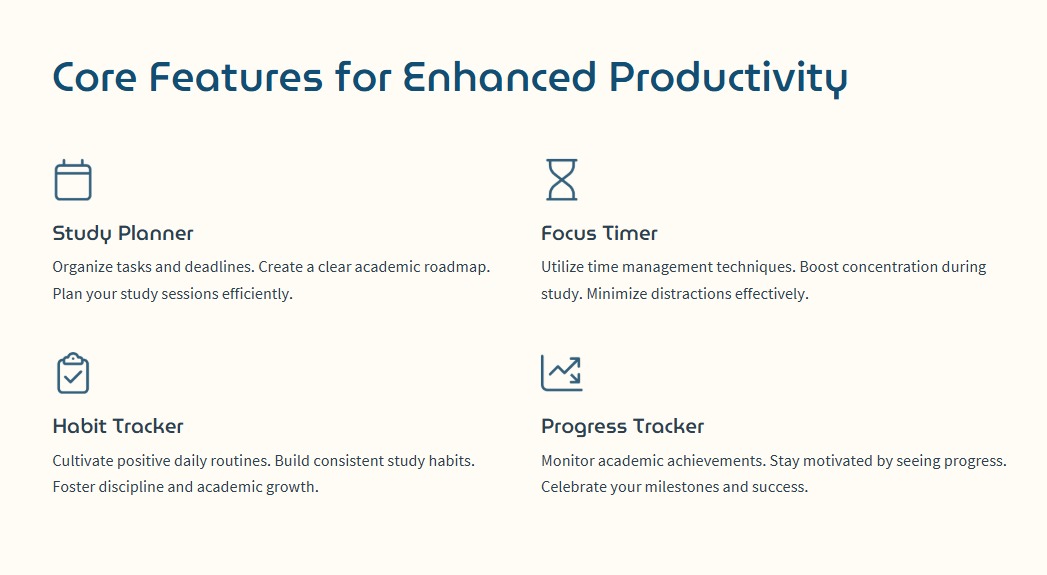 Core Features for Enhanced Productivity
Study Planner
Organize tasks and deadlines. Create a clear academic roadmap.
Plan your study sessions efficiently.
Focus Timer
Utilize time management techniques. Boost concentration during
study. Minimize distractions effectively.
Habit Tracker
Cultivate positive daily routines. Build consistent study habits.
Foster discipline and academic growth.
Progress Tracker
Monitor academic achievements. Stay motivated by seeing progress.
Celebrate your milestones and success.